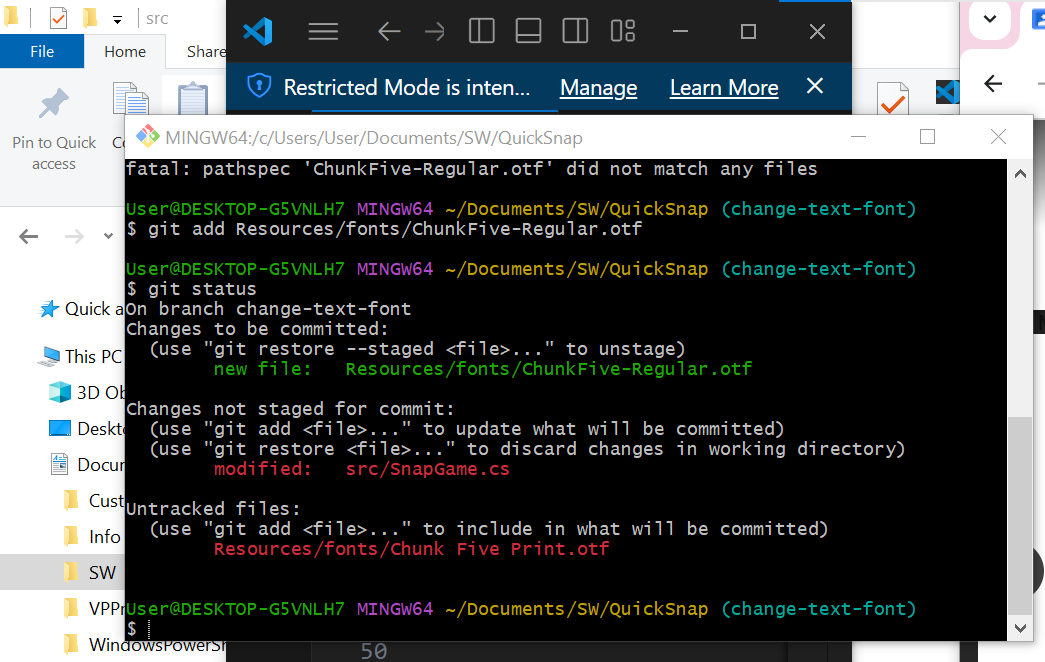 src
File
Home
Share
Restricted Mode is inten...
Manage
Learn More
Pin to Quick
access
MINGW64:/c/Users/User/Documents/SW/QuickSnap
fatal: pathspec 'ChunkFive-Regular.otf' did not match any files
User@DESKTOP-G5VNLH7 MINGW64 ~/Documents/SW/QuickSnap (change-text-font)
$ git add Resources/fonts/ChunkFive-Regular.otf
User@DESKTOP-G5VNLH7 MINGW64 ~/Documents/SW/QuickSnap (change-text-font)
$ git status
On branch change-text-font
Changes to be committed:
(use "git restore --staged <file>..." to unstage)
new file:   Resources/fonts/ChunkFive-Regular.otf
Changes not staged for commit:
(use "git add <file>..." to update what will be committed)
(use "git restore <file>..." to discard changes in working directory)
modified:   src/SnapGame.cs
Untracked files:
(use "git add <file>..." to include in what will be committed)
Resources/fonts/Chunk Five Print.otf
User@DESKTOP-G5VNLH7 MINGW64 ~/Documents/SW/QuickSnap (change-text-font)
$
Quick a
This PC
3D Ob
Deskto
Docur
Cust
Info
SW
VPPr
WindowsPowerSh
50